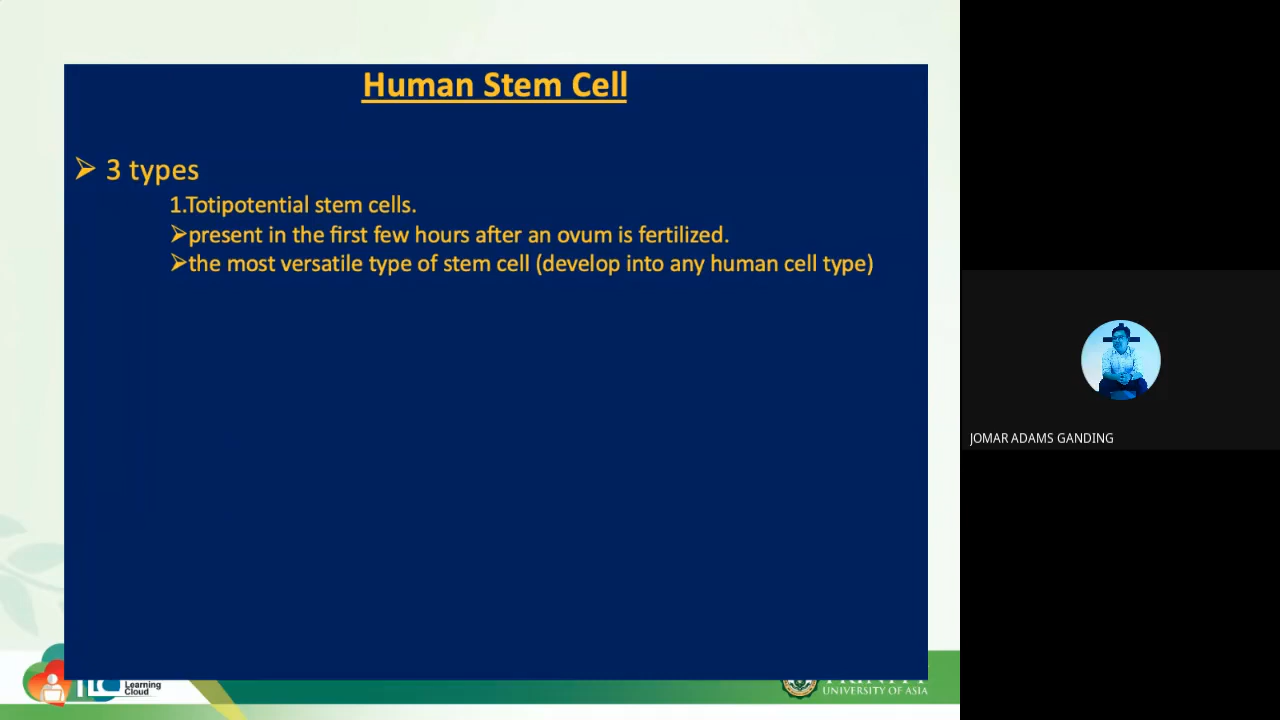 Human Stem Cell
➢ 3 types
1.Totipotential stem cells.
➢present in the first few hours after an ovum is fertilized.
➢the most versatile type of stem cell (develop into any human cell type)
JOMAR ADAMS GANDING
Learning
Cloud
UNIVERSITY OF ASIA